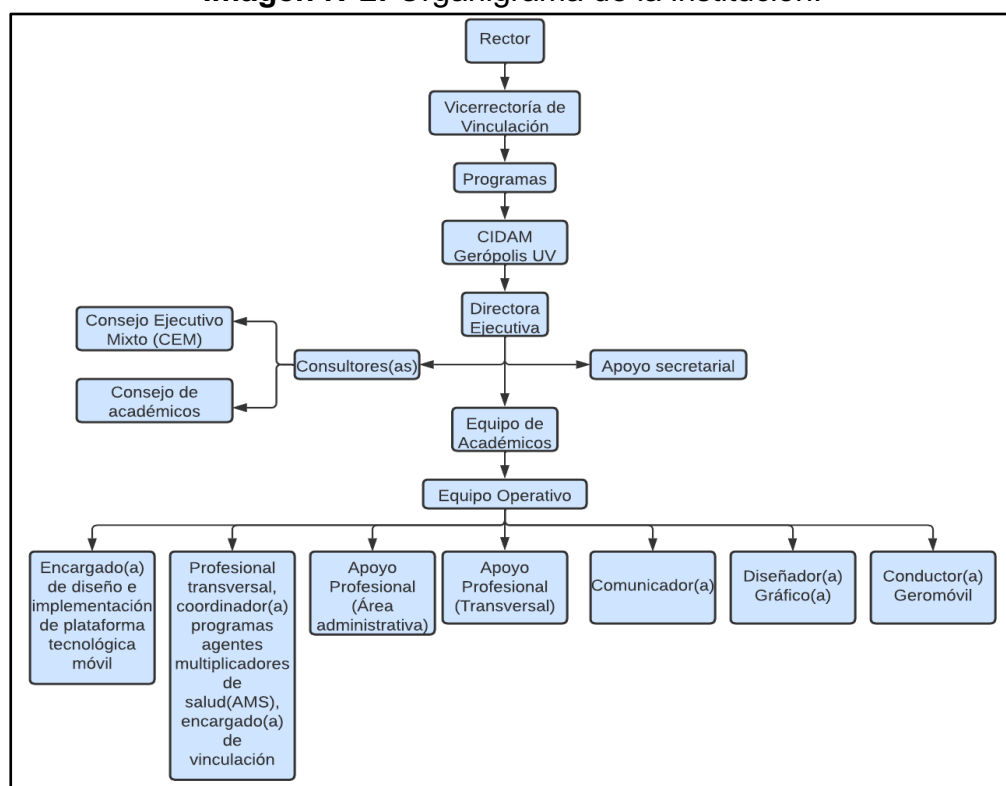 Organigrama de la institución.
Rector
Vicerrectoría de
Vinculación
Programas
CIDAM
Gerópolis UV
Directora
Ejecutiva
Consejo Ejecutivo
Mixto (CEM)
Consultores(as)
Apoyo secretarial
Consejo de
académicos
Equipo de
Académicos
Equipo Operativo
Encargado(a)
de diseño e
implementación
de plataforma
tecnológica
móvil
Profesional
transversal,
coordinador(a)
programas
agentes
multiplicadores
de
salud(AMS),
encargado(a)
de
vinculación
Apoyo
Profesional
(Área
administrativa)
Apoyo
Profesional
(Transversal)
Comunicador(a)
Diseñador(a)
Gráfico(a)
Conductor(a)
Geromóvil